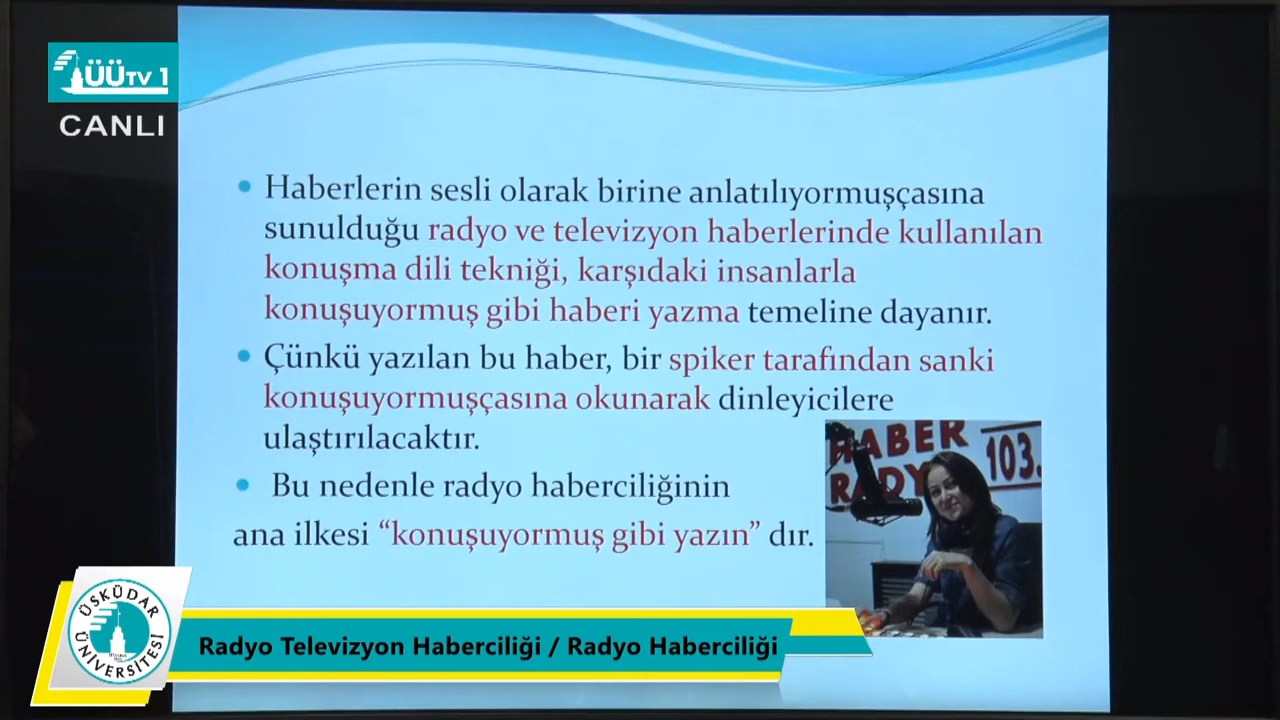 ÜÜTV 1
CANLI
• Haberlerin sesli olarak birine anlatılıyormuşçasına
sunulduğu radyo ve televizyon haberlerinde kullanılan
konuşma dili tekniği, karşıdaki insanlarla
konuşuyormuş gibi haberi yazma temeline dayanır.
• Çünkü yazılan bu haber, bir spiker tarafından sanki
konuşuyormuşçasına okunarak dinleyicilere
ulaştırılacaktır.
• Bu nedenle radyo haberciliğinin
ana ilkesi “konuşuyormuş gibi yazın” dır.
HABER
RADYO
103.
ÜSKÜDAR
ÜNİVERSİTESİ
Radyo Televizyon Haberciliği / Radyo Haberciliği